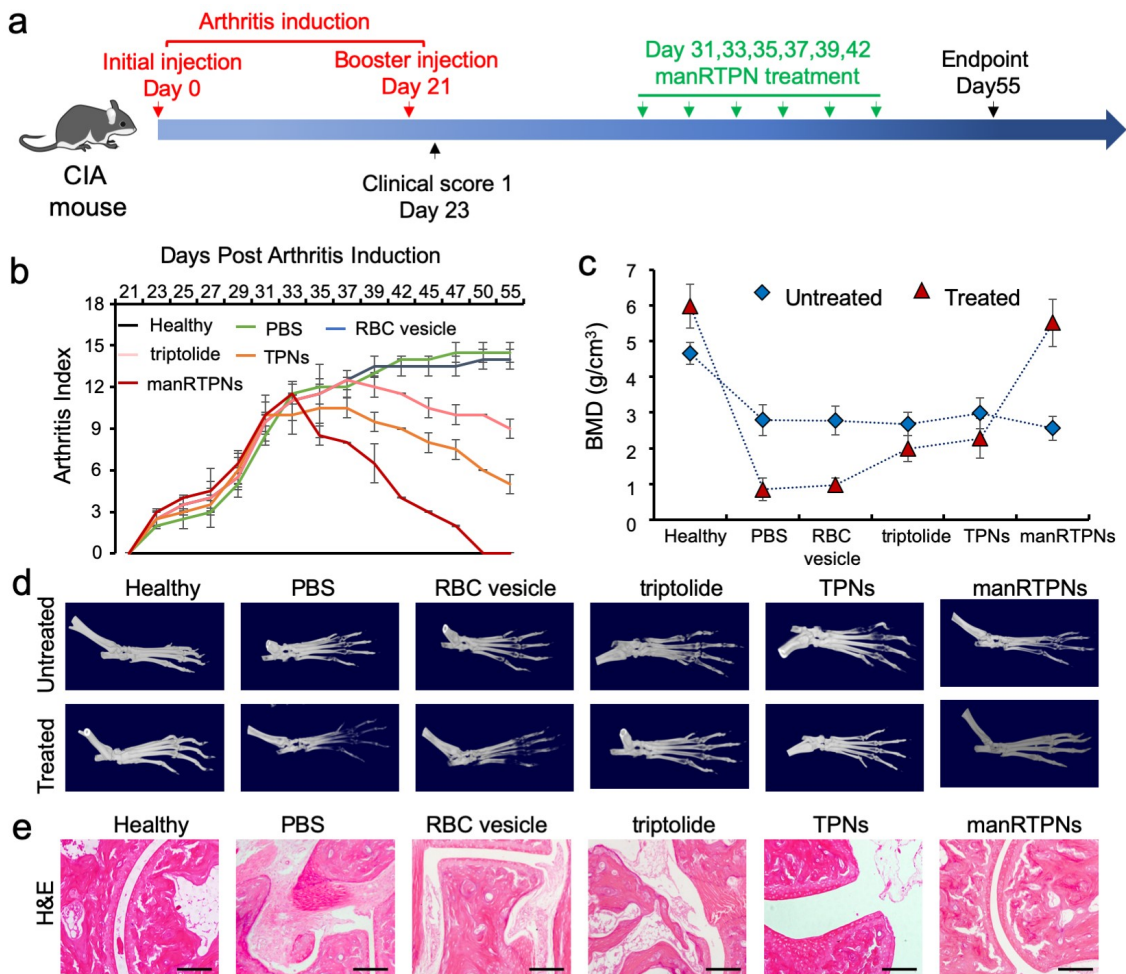 a
Arthritis induction
Initial injection
Day 0
Booster injection
Day 21
Day 31,33,35,37,39,42
manRTPN treatment
Endpoint
Day55
CIA
mouse
Clinical score 1
Day 23
b
Days Post Arthritis Induction
21 23 25 27 29 31 33 35 37 39 42 45 47 50 55
18
15
12
9
6
3
0
Arthritis Index
Healthy
PBS
RBC vesicle
triptolide
TPNs
manRTPNs
c
7
6
5
4
3
2
1
0
BMD (g/cm³)
Untreated
Treated
Healthy
PBS
RBC
vesicle
triptolide
TPNs
manRTPNs
d
Healthy PBS RBC vesicle triptolide TPNs manRTPNs
Untreated
Treated
e
Healthy PBS RBC vesicle triptolide TPNs manRTPNs
H&E